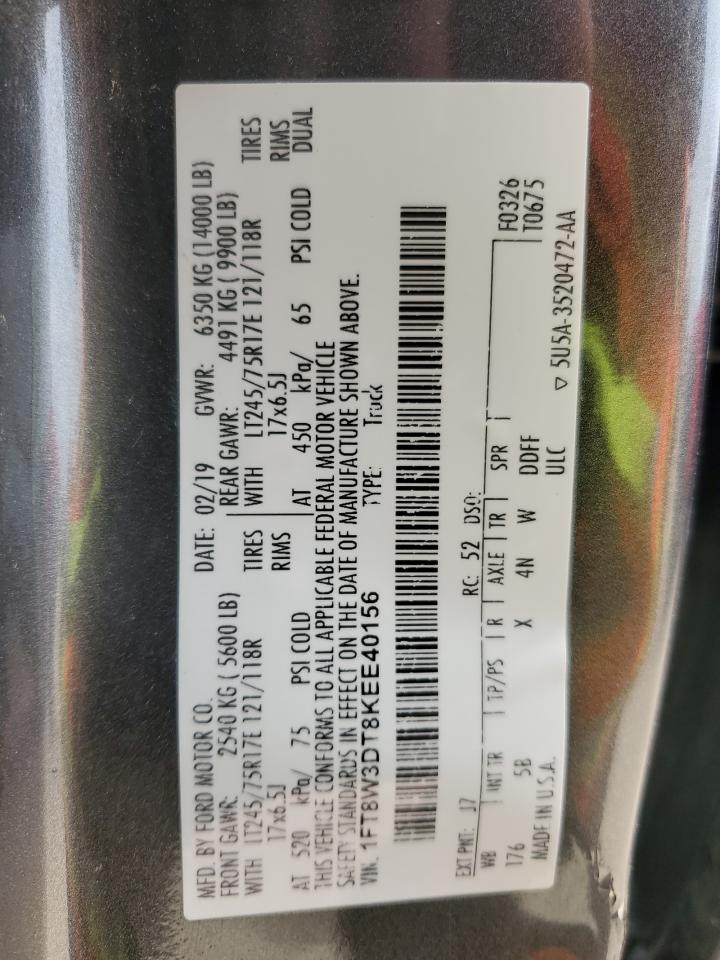 MFD. BY FORD MOTOR CO.
DATE: 02/19 GVWR: 6350 KG (14000 LB)
FRONT GAWR: 2540 KG ( 5600 LB)
REAR GAWR: 4491 KG ( 9900 LB)
WITH LT245/75R17E 121/118R TIRES
WITH LT245/75R17E 121/118R TIRES
17x6.5J RIMS
17x6.5J RIMS
AT 520 kPa/ 75 PSI COLD
AT 450 kPa/ 65 PSI COLD DUAL
THIS VEHICLE CONFORMS TO ALL APPLICABLE FEDERAL MOTOR VEHICLE
SAFETY STANDARDS IN EFFECT ON THE DATE OF MANUFACTURE SHOWN ABOVE.
VIN: 1FT8W3DT8KEE40156 TYPE: Truck
EXT PNT: J7 RC: 52 DSO:
WB INT TR TP/PS R AXLE TR SPR F0326
176 5B X 4N W DDFF T0675
MADE IN U.S.A. ULC
▽ 5U5A-3520472-AA